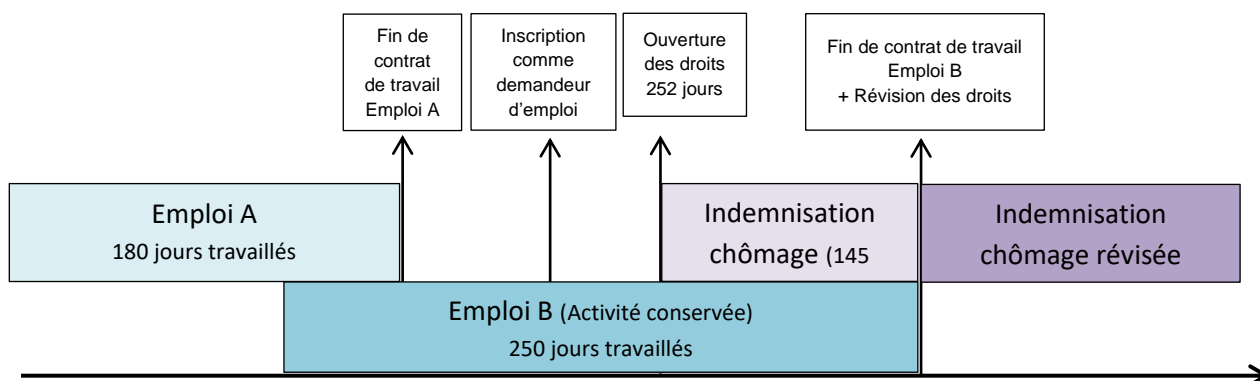 Fin de
contrat
de travail
Emploi A
Inscription
comme
demandeur
d'emploi
Ouverture
des droits
252 jours
Fin de contrat de travail
Emploi B
+ Révision des droits
Emploi A
180 jours travaillés
Indemnisation
chômage (145
Indemnisation
chômage révisée
Emploi B (Activité conservée)
250 jours travaillés